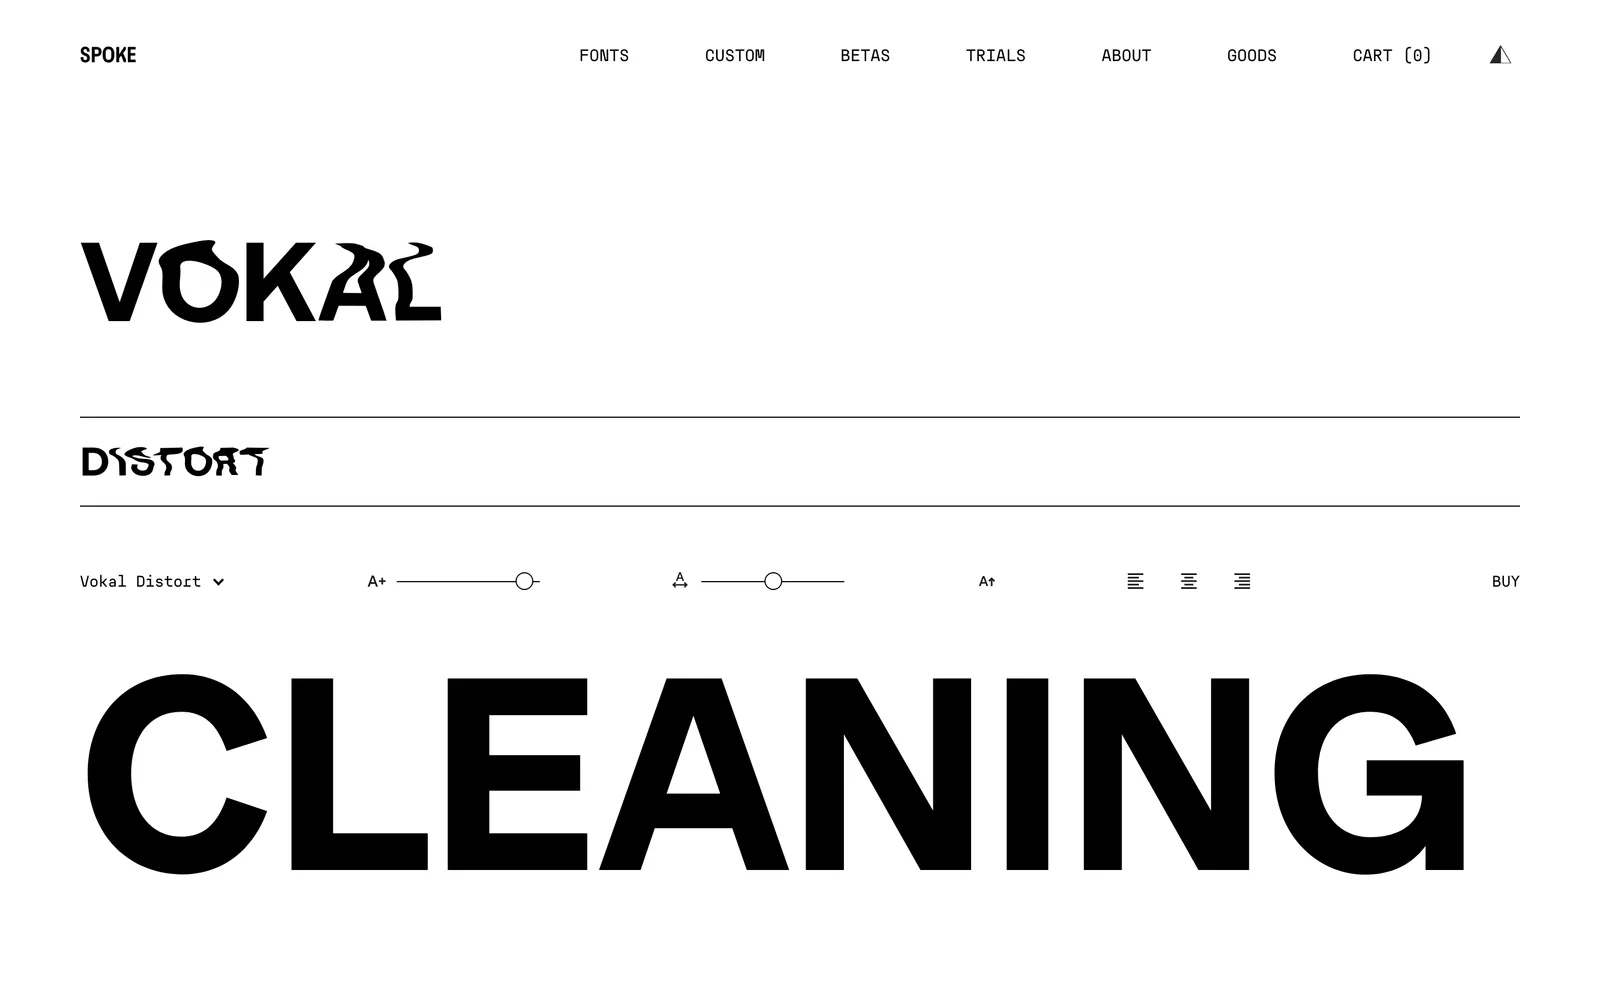 SPOKE FONTS CUSTOM BETAS TRIALS ABOUT GOODS CART (0)
VOKAL
DISTORT
Vokal Distort A+ A A↑ BUY
CLEANING